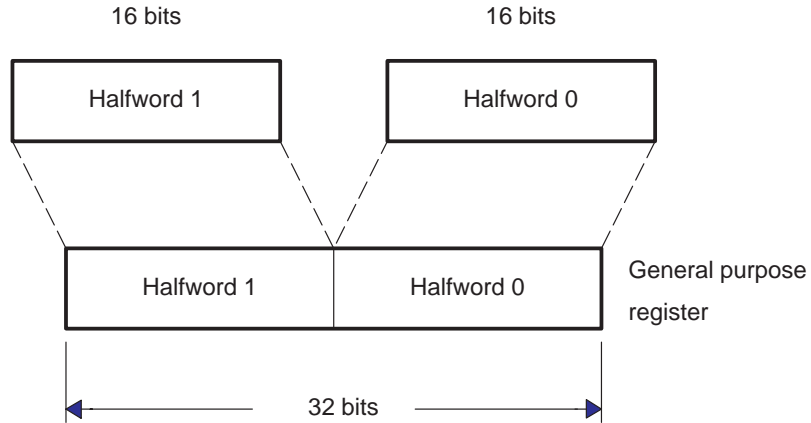 16 bits
16 bits
Halfword 1
Halfword 0
Halfword 1
Halfword 0
General purpose
register
32 bits